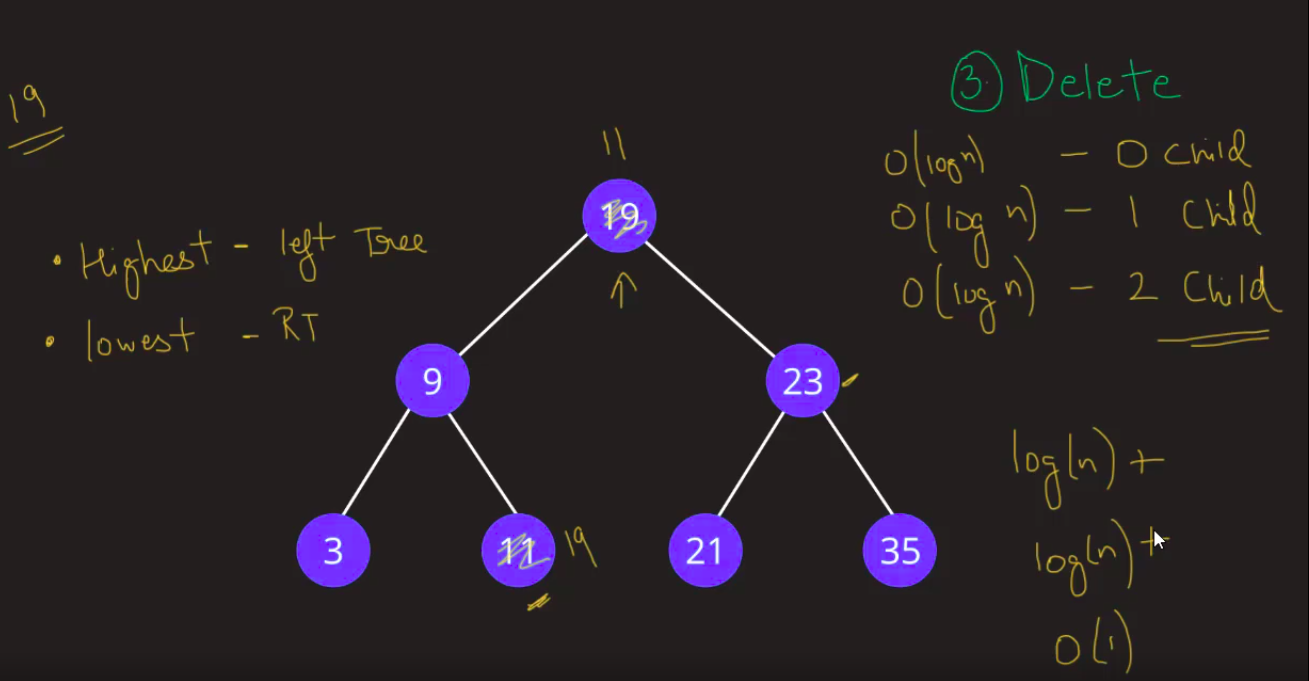 ③ Delete
19
O(log n) - 0 Child
O(log n) - 1 Child
O(log n) - 2 Child
11
19
• Highest - left Tree
• lowest - RT
9
23
3
11
19
21
35
log(n) +
log(n) +
O(1)